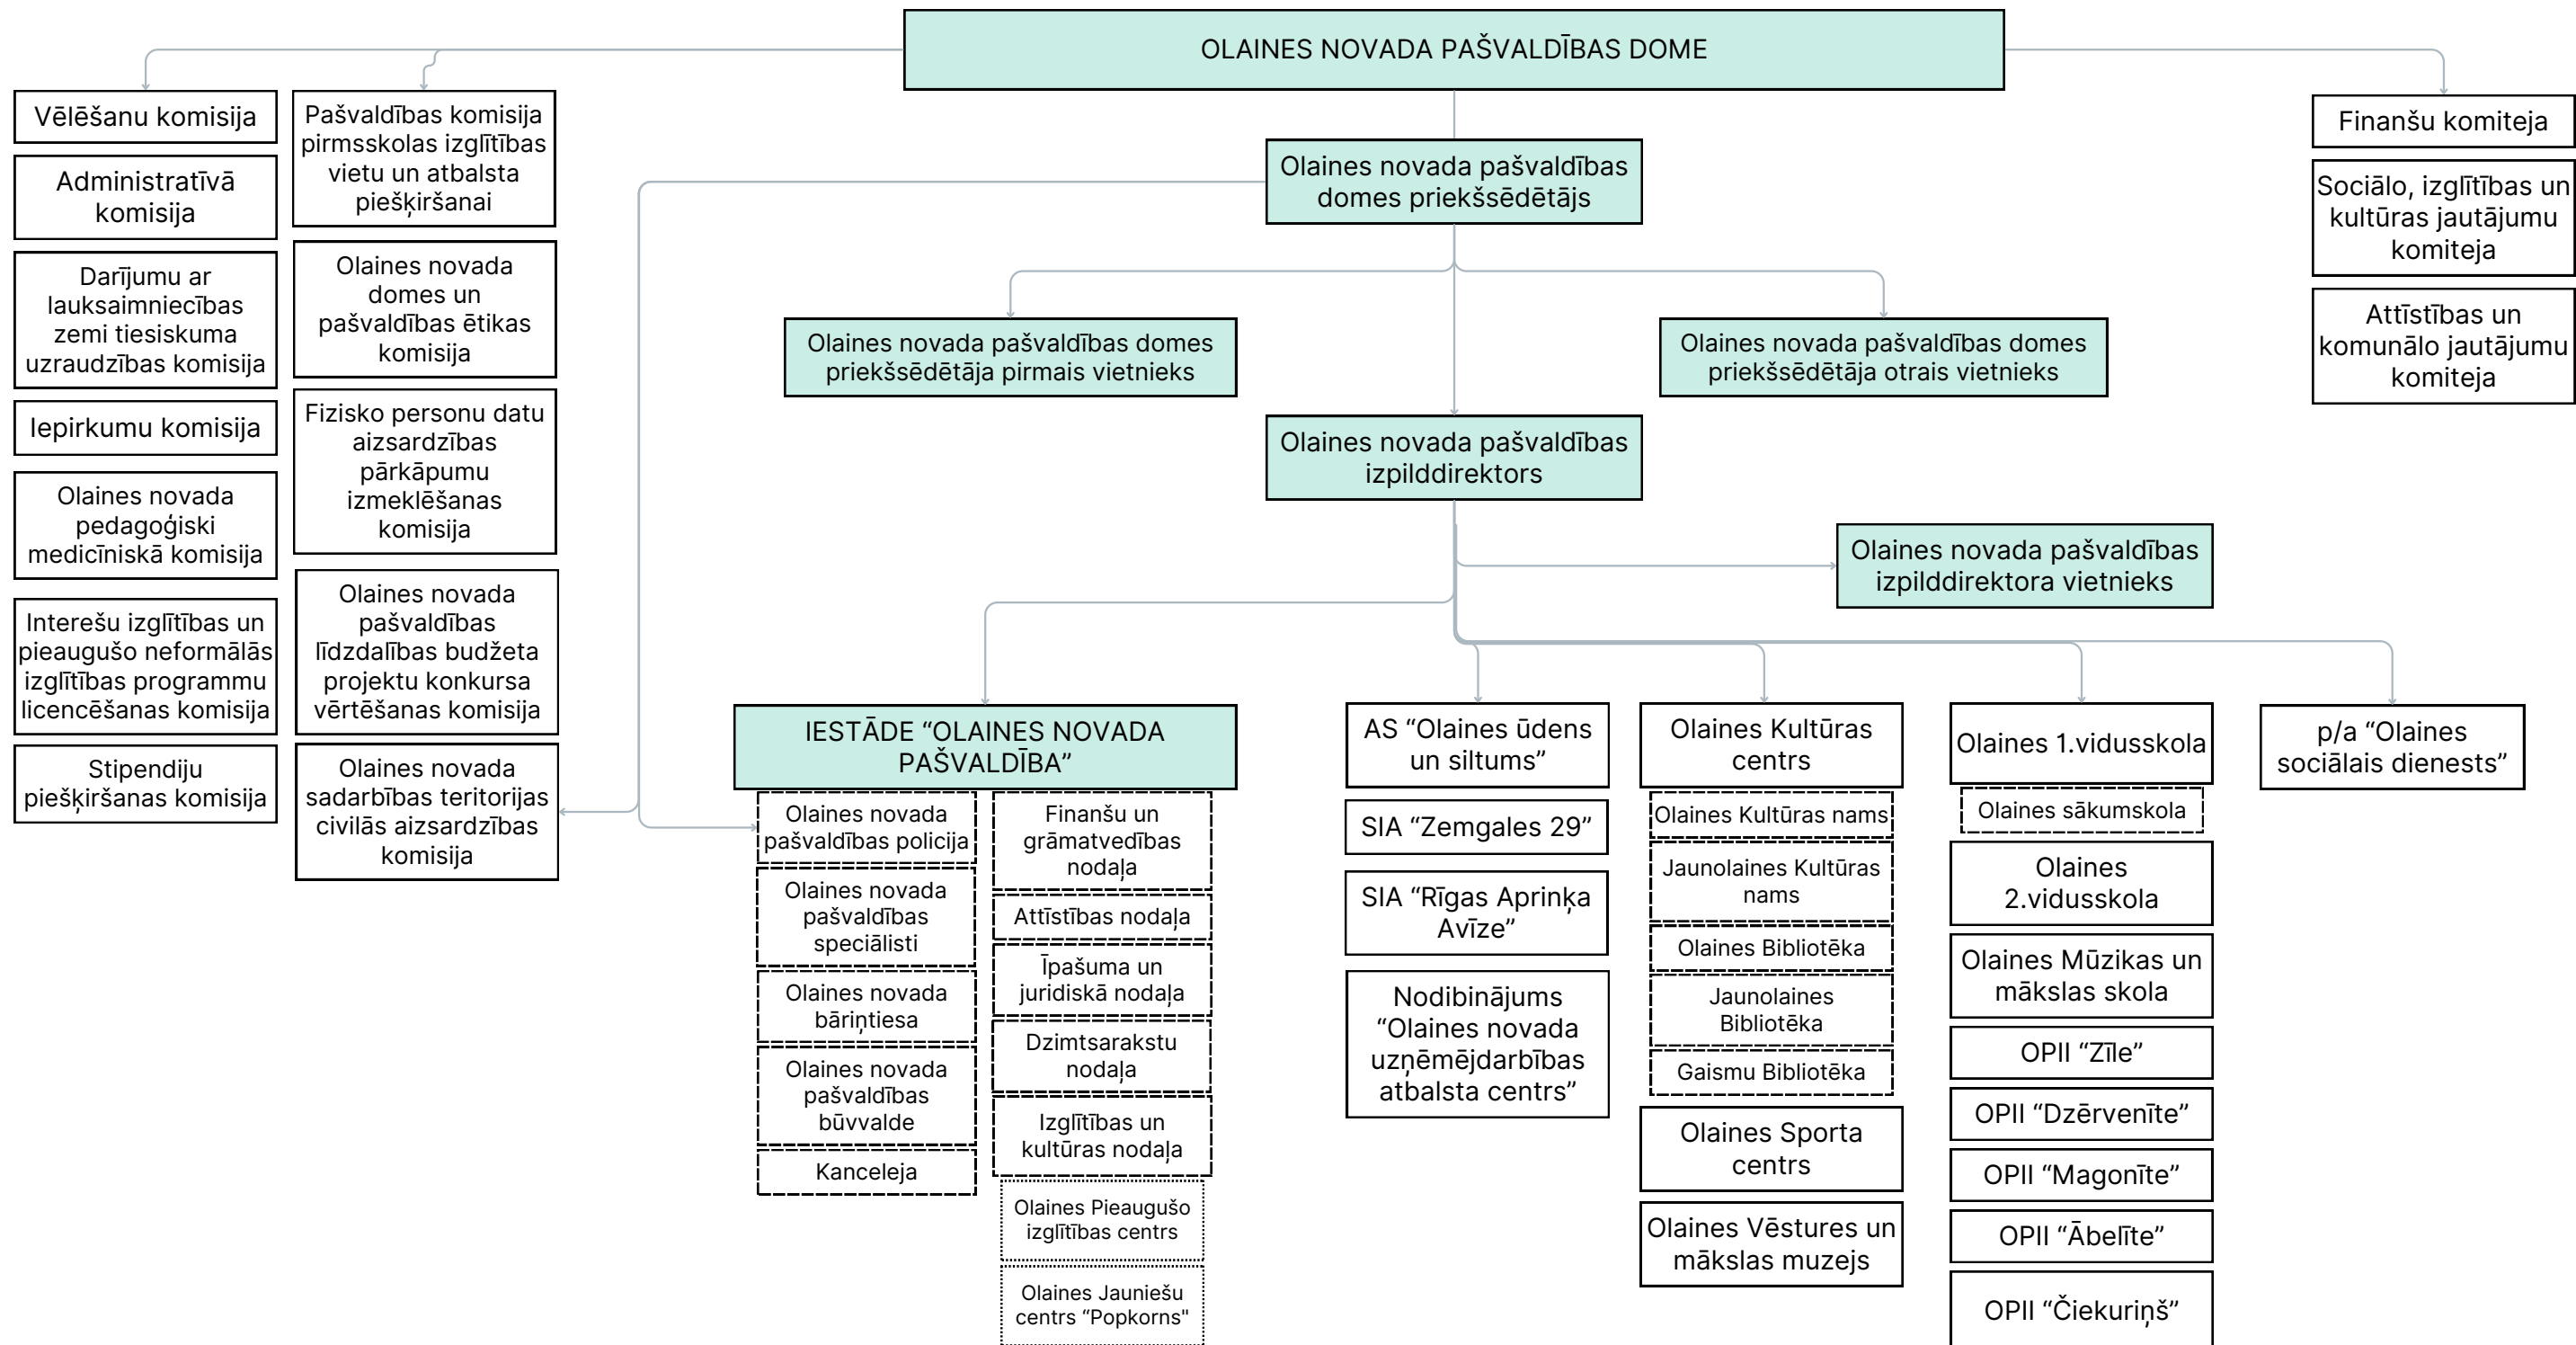 OLAINES NOVADA PAŠVALDĪBAS DOME
Vēlēšanu komisija
Administratīvā
komisija
Darījumu ar
lauksaimniecības
zemi tiesiskuma
uzraudzības komisija
Iepirkumu komisija
Olaines novada
pedagoģiski
medicīniskā komisija
Interešu izglītības un
pieaugušo neformālās
izglītības programmu
licencēšanas komisija
Stipendiju
piešķiršanas komisija
Pašvaldības komisija
pirmsskolas izglītības
vietu un atbalsta
piešķiršanai
Olaines novada
domes un
pašvaldības ētikas
komisija
Fizisko personu datu
aizsardzības
pārkāpumu
izmeklēšanas
komisija
Olaines novada
pašvaldības
līdzdalības budžeta
projektu konkursa
vērtēšanas komisija
Olaines novada
sadarbības teritorijas
civilās aizsardzības
komisija
Olaines novada pašvaldības
domes priekšsēdētājs
Olaines novada pašvaldības domes
priekšsēdētāja pirmais vietnieks
Olaines novada pašvaldības domes
priekšsēdētāja otrais vietnieks
Olaines novada pašvaldības
izpilddirektors
Olaines novada pašvaldības
izpilddirektora vietnieks
Finanšu komiteja
Sociālo, izglītības un
kultūras jautājumu
komiteja
Attīstības un
komunālo jautājumu
komiteja
IESTĀDE “OLAINES NOVADA
PAŠVALDĪBA”
Olaines novada
pašvaldības policija
Olaines novada
pašvaldības
speciālisti
Olaines novada
bāriņtiesa
Olaines novada
pašvaldības
būvvalde
Kanceleja
Finanšu un
grāmatvedības
nodaļa
Attīstības nodaļa
Īpašuma un
juridiskā nodaļa
Dzimtsarakstu
nodaļa
Izglītības un
kultūras nodaļa
Olaines Pieaugušo
izglītības centrs
Olaines Jauniešu
centrs “Popkorns"
AS “Olaines ūdens
un siltums”
SIA “Zemgales 29”
SIA “Rīgas Apriņķa
Avīze”
Nodibinājums
“Olaines novada
uzņēmējdarbības
atbalsta centrs”
Olaines Kultūras
centrs
Olaines Kultūras nams
Jaunolaines Kultūras
nams
Olaines Bibliotēka
Jaunolaines
Bibliotēka
Gaismu Bibliotēka
Olaines Sporta
centrs
Olaines Vēstures un
mākslas muzejs
Olaines 1.vidusskola
Olaines sākumskola
Olaines
2.vidusskola
Olaines Mūzikas un
mākslas skola
OPII “Zīle”
OPII “Dzērvenīte”
OPII “Magonīte”
OPII “Ābelīte”
OPII “Čiekuriņš”
p/a “Olaines
sociālais dienests”